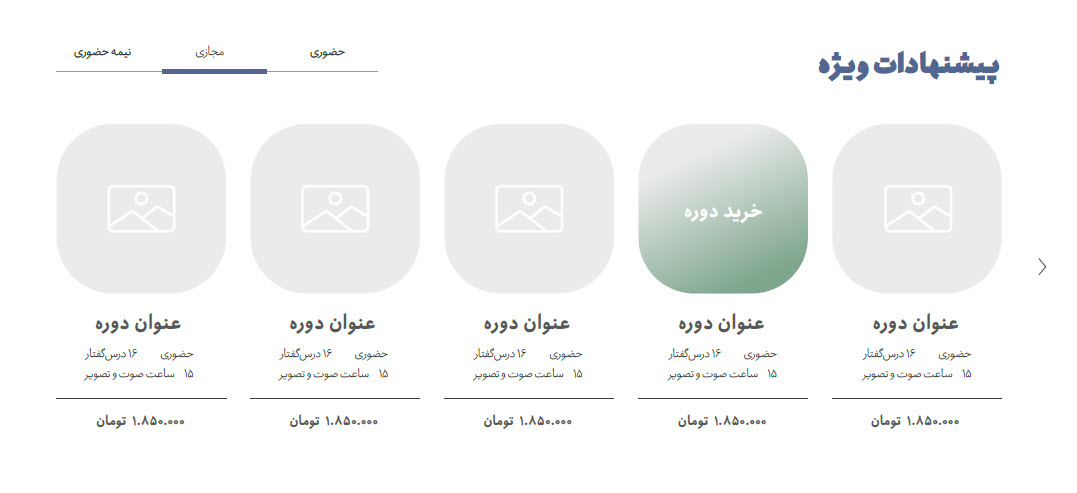 پیشنهادات ویژه
حضوری
مجازی
نیمه حضوری
خرید دوره
عنوان دوره
حضوری ۱۶ درس‌گفتار
۱۵ ساعت صوت و تصویر
۱.۸۵۰.۰۰۰ تومان
عنوان دوره
حضوری ۱۶ درس‌گفتار
۱۵ ساعت صوت و تصویر
۱.۸۵۰.۰۰۰ تومان
عنوان دوره
حضوری ۱۶ درس‌گفتار
۱۵ ساعت صوت و تصویر
۱.۸۵۰.۰۰۰ تومان
عنوان دوره
حضوری ۱۶ درس‌گفتار
۱۵ ساعت صوت و تصویر
۱.۸۵۰.۰۰۰ تومان
عنوان دوره
حضوری ۱۶ درس‌گفتار
۱۵ ساعت صوت و تصویر
۱.۸۵۰.۰۰۰ تومان